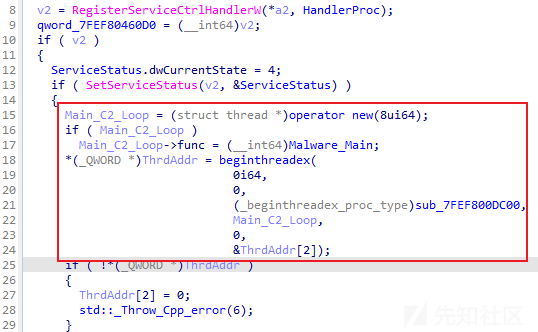 8 v2 = RegisterServiceCtrlHandlerW(*a2, HandlerProc);
9 qword_7FEF80460D0 = (__int64)v2;
10 if ( v2 )
11 {
12 ServiceStatus.dwCurrentState = 4;
13 if ( SetServiceStatus(v2, &ServiceStatus) )
14 {
15 Main_C2_Loop = (struct thread *)operator new(8ui64);
16 if ( Main_C2_Loop )
17 Main_C2_Loop->func = (__int64)Malware_Main;
18 *(_QWORD *)ThrdAddr = beginthreadex(
19 0i64,
20 0,
21 (_beginthreadex_proc_type)sub_7FEF800DC00,
22 Main_C2_Loop,
23 0,
24 &ThrdAddr[2]);
25 if ( !*(_QWORD *)ThrdAddr )
26 {
27 ThrdAddr[2] = 0;
28 std::_Throw_Cpp_error(6);
29 }
先知社区